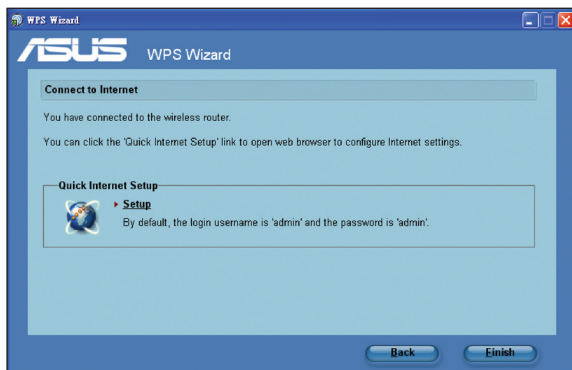 WPS Wizard
ASUS WPS Wizard
Connect to Internet
You have connected to the wireless router.
You can click the 'Quick Internet Setup' link to open web browser to configure Internet settings.
Quick Internet Setup
Setup
By default, the login username is 'admin' and the password is 'admin'.
Back Finish